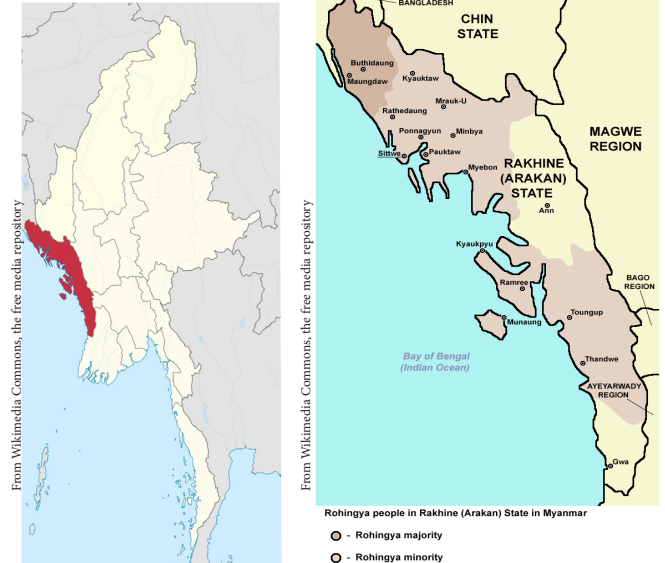 From Wikimedia Commons, the free media repository
From Wikimedia Commons, the free media repository
BANGLADESH
CHIN
STATE
Buthidaung
Maungdaw
Kyauktaw
Mrauk-U
Rathedaung
Ponnagyun
Minbya
Sittwe
Pauktaw
Myebon
MAGWE
REGION
RAKHINE
(ARAKAN)
STATE
Ann
Kyaukpyu
Ramree
Munaung
Toungup
BAGO
REGION
Bay of Bengal
(Indian Ocean)
Thandwe
AYEYARWADY
REGION
Gwa
Rohingya people in Rakhine (Arakan) State in Myanmar
- Rohingya majority
- Rohingya minority